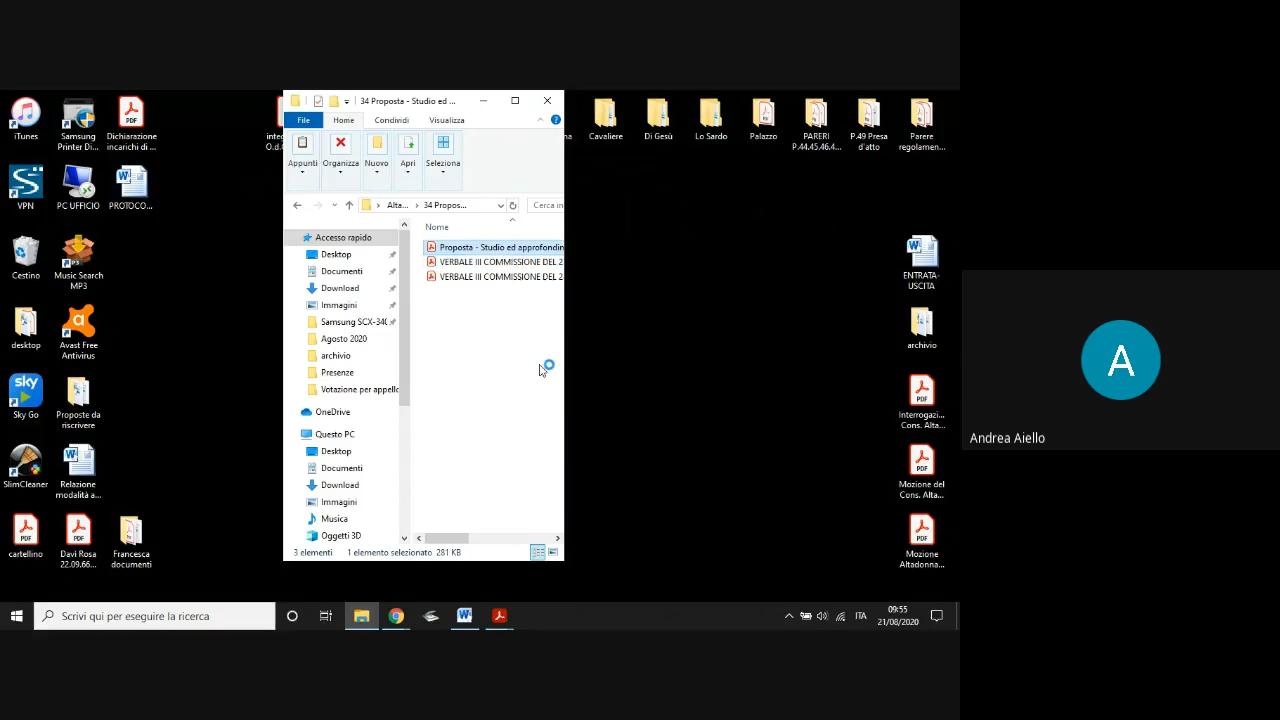 34 Proposta - Studio ed ...
File
Home
Condividi
Visualizza
Appunti
Organizza
Nuovo
Apri
Seleziona
Alta...
34 Propos...
Cerca in
Nome
Accesso rapido
Desktop
Documenti
Download
Immagini
Samsung SCX-340
Agosto 2020
archivio
Presenze
Votazione per appello
OneDrive
Questo PC
Desktop
Documenti
Download
Immagini
Musica
Oggetti 3D
Proposta - Studio ed approfondin
VERBALE III COMMISSIONE DEL 2
VERBALE III COMMISSIONE DEL 2
3 elementi
1 elemento selezionato 281 KB
iTunes
Samsung
Printer Di...
Dichiarazione
incarichi di ...
VPN
PC UFFICIO
PROTOCO...
Cestino
Music Search
MP3
desktop
Avast Free
Antivirus
sky
Sky Go
Proposte da
riscrivere
SlimCleaner
Relazione
modalità a...
cartellino
Davi Rosa
22.09.66...
Francesca
documenti
integ
O.d.G
Cavaliere
Di Gesù
Lo Sardo
Palazzo
PARERI
P.44.45.46.4...
P.49 Presa
d'atto
Parere
regolamen...
ENTRATA-
USCITA
archivio
Interrogazi...
Cons. Alta...
Mozione del
Cons. Alta...
Mozione
Altadonna...
Scrivi qui per eseguire la ricerca
ITA
09:55
21/08/2020
A
Andrea Aiello